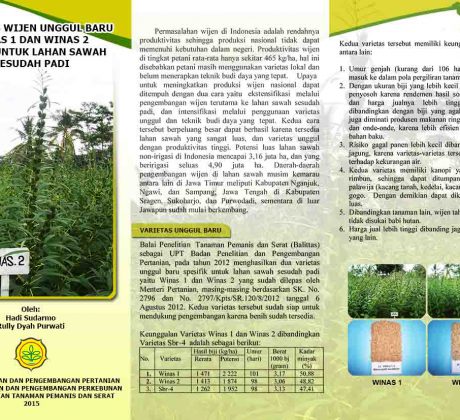 WIJEN UNGGUL BARU
AS 1 DAN WINAS 2
UNTUK LAHAN SAWAH
SESUDAH PADI
AS. 2
Oleh:
Hadi Sudarmo
Rully Dyah Purwati
AN DAN PENGEMBANGAN PERTANIAN
AN DAN PENGEMBANGAN PERKEBUNAN
TAN TANAMAN PEMANIS DAN SERAT
2015
Permasalahan wijen di Indonesia adalah rendahnya
produktivitas sehingga produksi nasional tidak dapat
memenuhi kebutuhan dalam negeri. Produktivitas wijen
di tingkat petani rata-rata hanya sekitar 465 kg/ha, hal ini
disebabkan petani masih menggunakan varietas lokal dan
belum menerapkan teknik budi daya yang tepat. Upaya
untuk meningkatkan produksi wijen nasional dapat
ditempuh dengan dua cara yaitu ekstensifikasi melalui
pengembangan wijen terutama ke lahan sawah sesudah
padi, dan intensifikasi melalui penggunaan varietas
unggul dan teknik budi daya yang tepat. Kedua cara
tersebut berpeluang besar dapat berhasil karena tersedia
lahan sawah yang sangat luas, dan varietas unggul
dengan produktivitas tinggi. Potensi luas lahan sawah
non-irigasi di Indonesia mencapai 3,16 juta ha, dan yang
beririgasi seluas 4,90 juta ha. Daerah-daerah
pengembangan wijen di lahan sawah musim kemarau
antara lain di Jawa Timur meliputi Kabupaten Nganjuk,
Ngawi, dan Sampang, Jawa Tengah di Kabupaten
Sragen, Sukoharjo, dan Purwodadi, sementara di luar
Jawapun sudah mulai berkembang.
VARIETAS UNGGUL BARU
Balai Penelitian Tanaman Pemanis dan Serat (Balittas)
sebagai UPT Badan Penelitian dan Pengembangan
Pertanian, pada tahun 2012 menghasilkan dua varietas
unggul baru spesifik untuk lahan sawah sesudah padi
yaitu Winas 1 dan Winas 2 yang sudah dilepas oleh
Menteri Pertanian, masing-masing berdasarkan SK. No.
2796 dan No. 2797/Kpts/SR.120/8/2012 tanggal 6
Agustus 2012. Kedua varietas tersebut sudah siap untuk
mendukung pengembangan karena benih sudah tersedia.
Keunggulan Varietas Winas 1 dan Winas 2 dibandingkan
Varietas Sbr-4 adalah sebagai berikut:
No. Varietas Hasil biji (kg/ha) Rerata Potensi Umur (hari) Berat 1000 bj (gram) Kadar minyak (%)
1. Winas 1 1 471 2 222 101 3,17 50,88
2. Winas 2 1 413 1 874 98 3,06 48,82
3. Sbr-4 1 262 1 952 98 3,13 47,41
Kedua varietas tersebut memiliki keung
antara lain:
1. Umur genjah (kurang dari 106 har
masuk ke dalam pola pergiliran tanam
2. Dengan ukuran biji yang lebih kecil
penyosoh karena rendemen hasil sos
dan harga jualnya lebih tingg
dibandingkan dengan biji yang agak
juga diminati produsen makanan ring
dan onde-onde, karena lebih efisien
bahan baku.
3. Risiko gagal panen lebih kecil diban
jagung, karena varietas-varietas terse
terhadap kekurangan air.
4. Kedua varietas memiliki kanopi ya
rimbun, sehingga dapat ditumpan
palawija (kacang tanah, kedelai, kacan
gogo. Dengan demikian dapat dik
luas.
5. Dibandingkan tanaman lain, wijen tah
tidak disukai babi hutan.
6. Harga jual lebih tinggi dibanding jagun
yang lain.
WINAS 1
WINAS